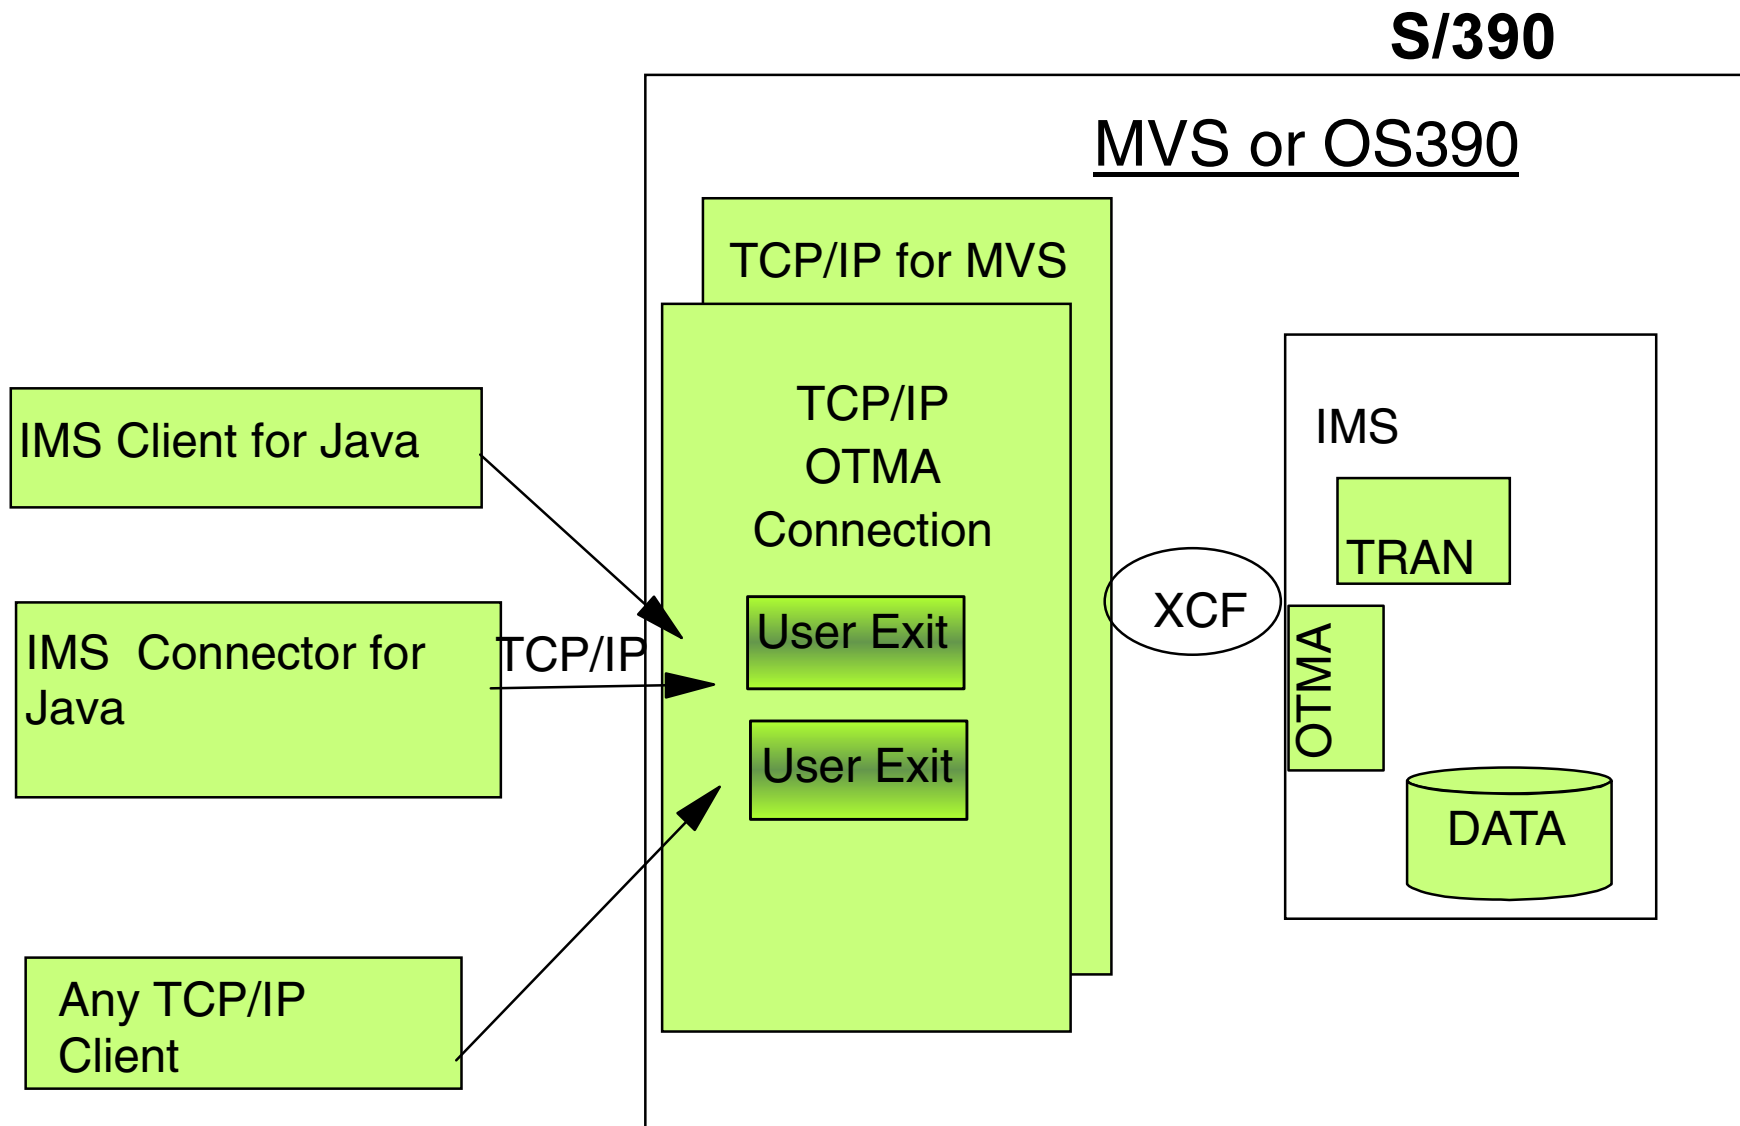 S/390
MVS or OS390
TCP/IP for MVS
TCP/IP
OTMA
Connection
User Exit
User Exit
IMS Client for Java
IMS  Connector for
Java
TCP/IP
Any TCP/IP
Client
XCF
IMS
TRAN
OTMA
DATA